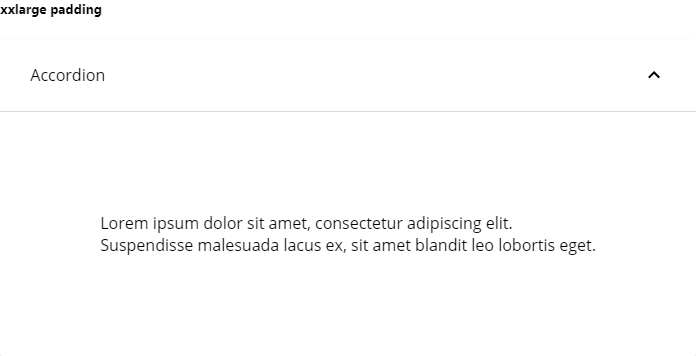 xxlarge padding
Accordion
Lorem ipsum dolor sit amet, consectetur adipiscing elit.
Suspendisse malesuada lacus ex, sit amet blandit leo lobortis eget.